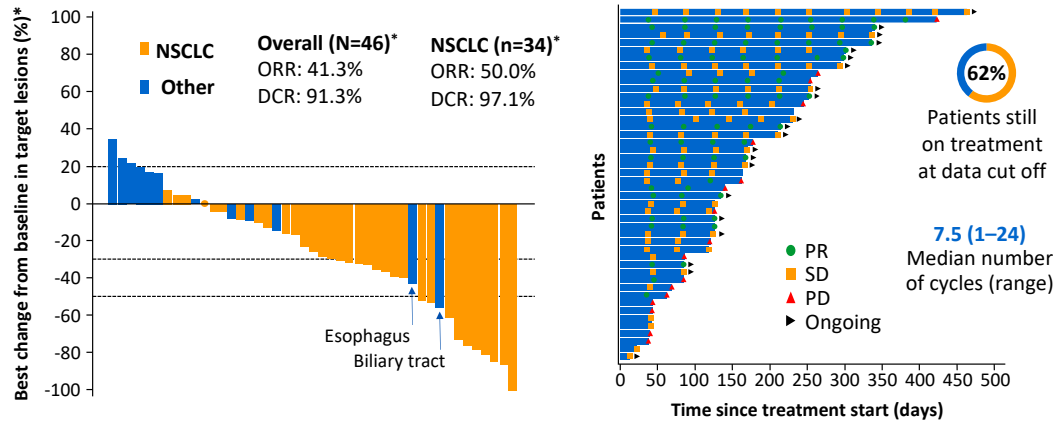 Best change from baseline in target lesions (%)*
100
80
60
40
20
0
-20
-40
-60
-80
-100
NSCLC
Other
Overall (N=46)*
ORR: 41.3%
DCR: 91.3%
NSCLC (n=34)*
ORR: 50.0%
DCR: 97.1%
Esophagus
Biliary tract
Patients
PR
SD
PD
Ongoing
62%
Patients still
on treatment
at data cut off
7.5 (1–24)
Median number
of cycles (range)
0 50 100 150 200 250 300 350 400 450 500
Time since treatment start (days)